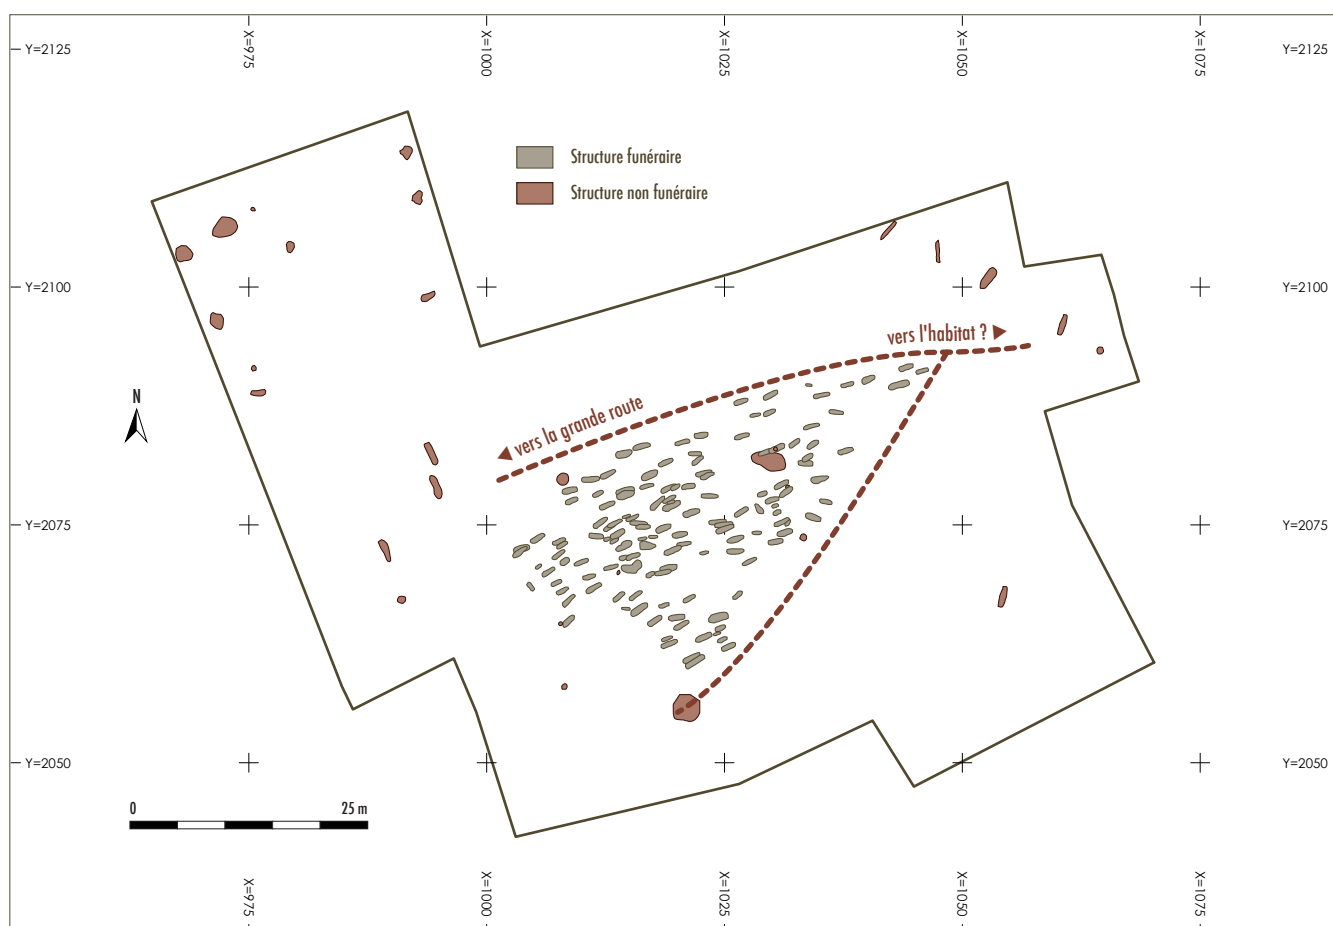 X=975
X=1000
X=1025
X=1050
X=1075
Y=2125
Y=2125
Structure funéraire
Structure non funéraire
Y=2100
Y=2100
vers l'habitat ?
N
vers la grande route
Y=2075
Y=2075
Y=2050
Y=2050
0
25 m
X=975
X=1000
X=1025
X=1050
X=1075